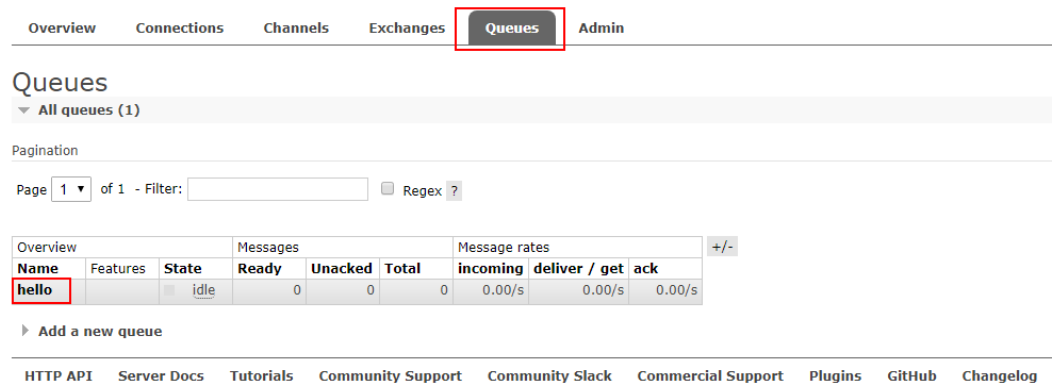 Overview Connections Channels Exchanges Queues Admin
Queues
All queues (1)
Pagination
Page 1 of 1 - Filter: Regex ?
Overview Messages Message rates +/-
Name Features State Ready Unacked Total incoming deliver / get ack
hello idle 0 0 0 0.00/s 0.00/s 0.00/s
Add a new queue
HTTP API Server Docs Tutorials Community Support Community Slack Commercial Support Plugins GitHub Changelog